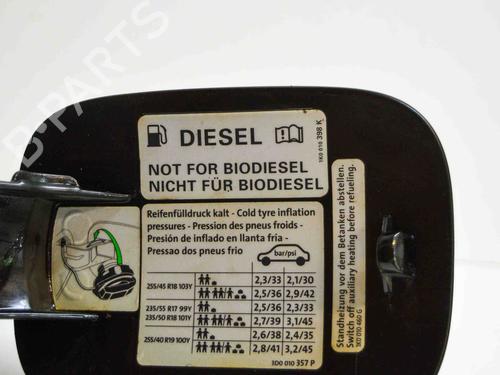 B-PARTS
DIESEL
1K0 010 398 K
NOT FOR BIODIESEL
NICHT FÜR BIODIESEL
Reifenfülldruck kalt - Cold tyre inflation
pressures - Pression des pneus froids -
Presión de inflado en llanta fria -
Pressao dos pneus frio
bar/psi
255/45 R18 103Y 2,3/33 2,1/30
2,5/36 2,9/42
235/55 R17 99Y 2,5/36 2,3/33
235/50 R18 101Y 2,7/39 3,1/45
255/40 R19 100Y 2,6/38 2,4/35
2,8/41 3,2/45
3D0 010 357 P
Standheizung vor dem Betanken abstellen.
Switch off auxiliary heating before refueling.
1K0 010 460 G